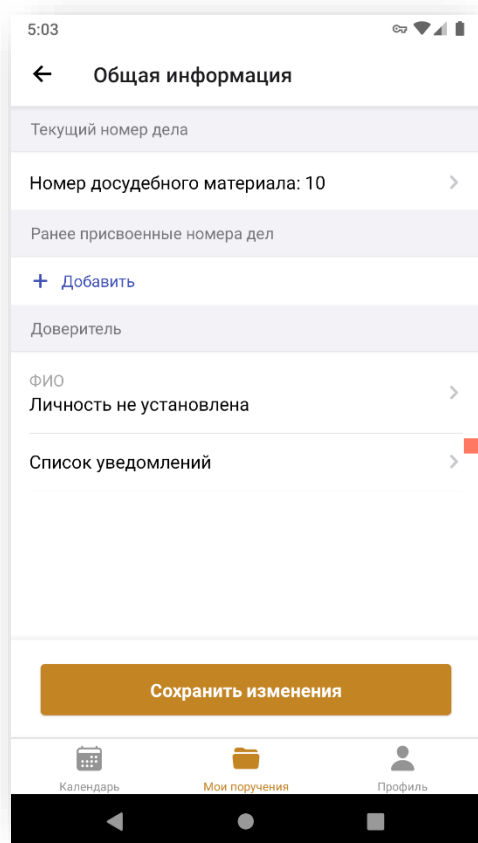 5:03
Общая информация
Текущий номер дела
Номер досудебного материала: 10
Ранее присвоенные номера дел
+ Добавить
Доверитель
ФИО
Личность не установлена
Список уведомлений
Сохранить изменения
Календарь Мои поручения Профиль